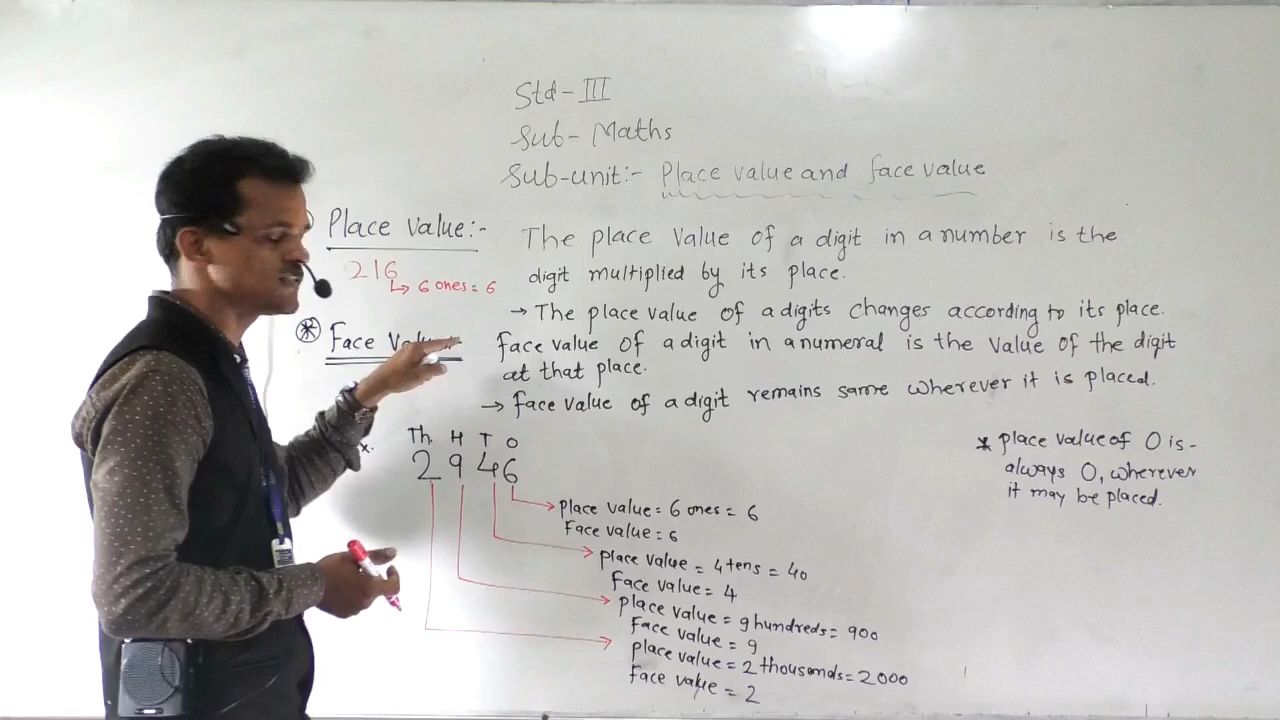 Std-III
Sub- Maths
Sub-unit:- Place value and face value
Place Value:-
The place value of a digit in a number is the
digit multiplied by its place.
216
↳ 6 ones = 6
→ The place value of a digits changes according to its place.
* Face
Face value of a digit in a numeral is the value of the digit
at that place.
→ Face value of a digit remains same wherever it is placed.
Th. H T O
2946
* place value of 0 is-
always 0, wherever
it may be placed.
Place value = 6 ones = 6
Face value = 6
place value = 4 tens = 40
Face value = 4
place value = 9 hundreds = 900
Face value = 9
place value = 2 thousands = 2000
Face value = 2